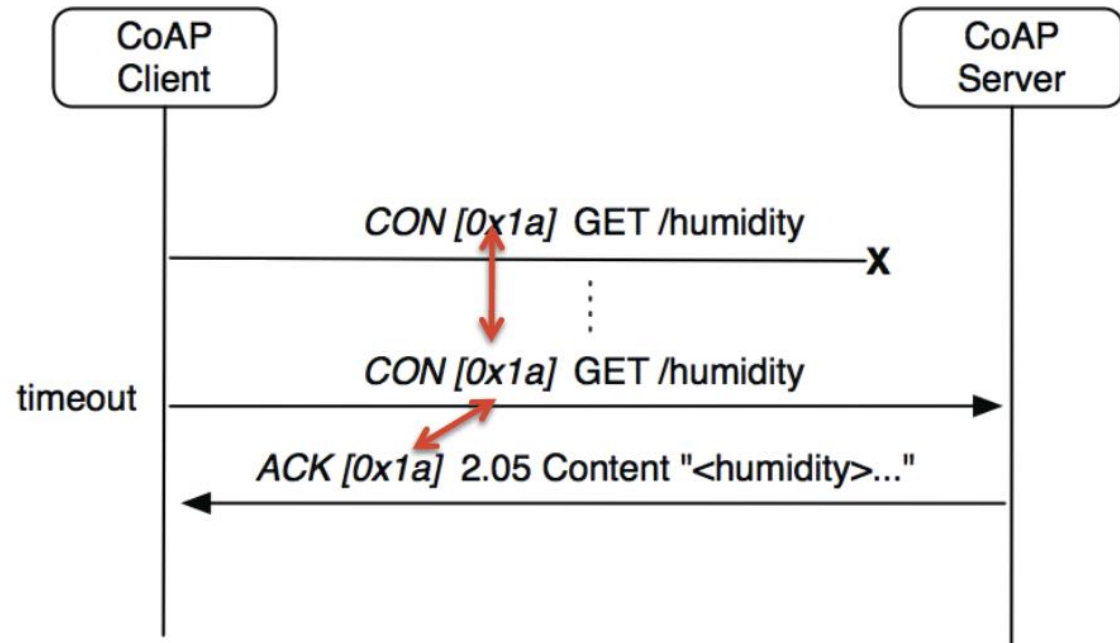 CoAP
Client
CoAP
Server
CON [0x1a] GET /humidity
X
CON [0x1a] GET /humidity
timeout
ACK [0x1a] 2.05 Content "<humidity>..."